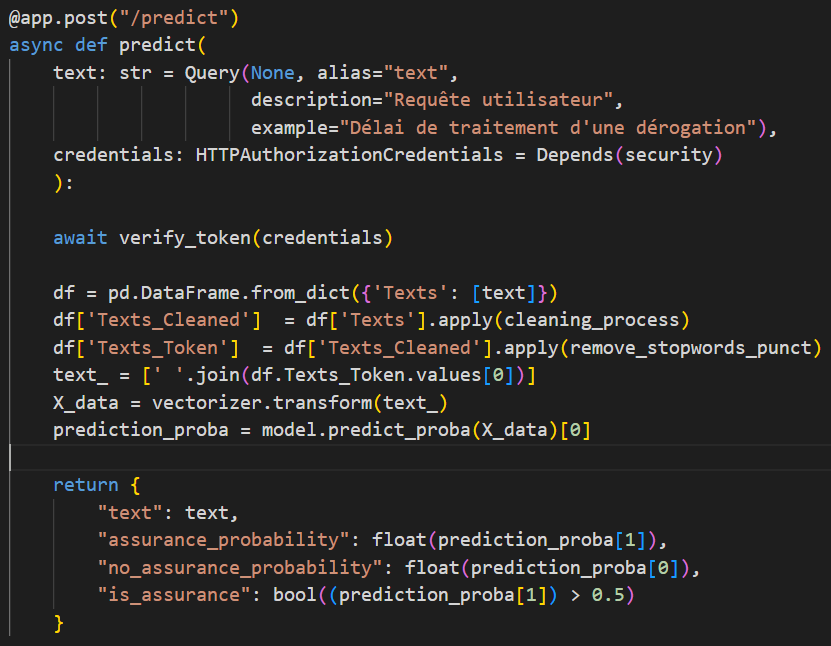 @app.post("/predict")
async def predict(
    text: str = Query(None, alias="text",
                      description="Requête utilisateur",
                      example="Délai de traitement d'une dérogation"),
    credentials: HTTPAuthorizationCredentials = Depends(security)
    ):

    await verify_token(credentials)

    df = pd.DataFrame.from_dict({'Texts': [text]})
    df['Texts_Cleaned']  = df['Texts'].apply(cleaning_process)
    df['Texts_Token']  = df['Texts_Cleaned'].apply(remove_stopwords_punct)
    text_ = [' '.join(df.Texts_Token.values[0])]
    X_data = vectorizer.transform(text_)
    prediction_proba = model.predict_proba(X_data)[0]

    return {
        "text": text,
        "assurance_probability": float(prediction_proba[1]),
        "no_assurance_probability": float(prediction_proba[0]),
        "is_assurance": bool((prediction_proba[1]) > 0.5)
    }